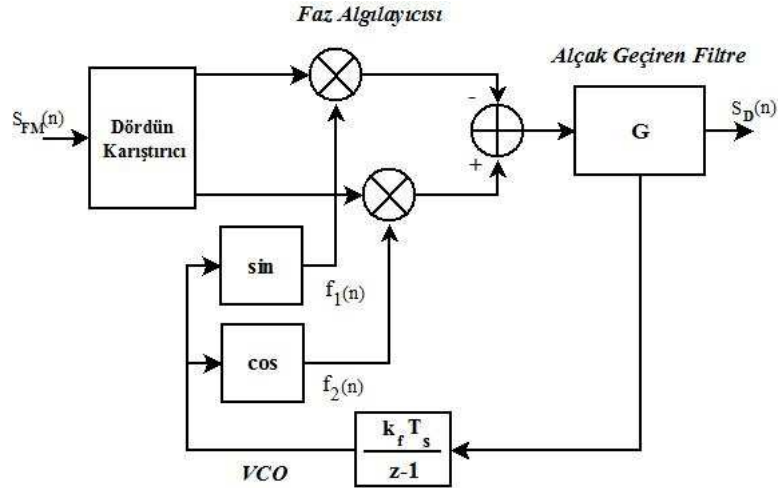 Faz Algılayıcısı
Alçak Geçiren Filtre
S_FM(n)
Dördün
Karıştırıcı
-
+
G
S_D(n)
sin
f_1(n)
cos
f_2(n)
k_f T_s
z-1
VCO